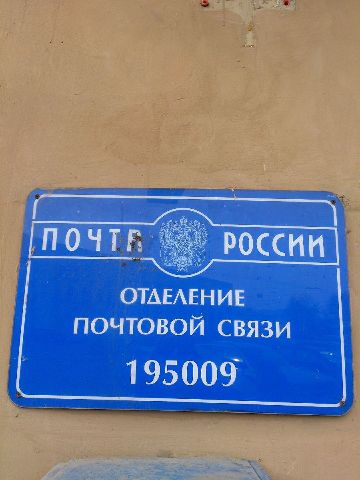 ПОЧТА РОССИИ
ОТДЕЛЕНИЕ
ПОЧТОВОЙ СВЯЗИ
195009